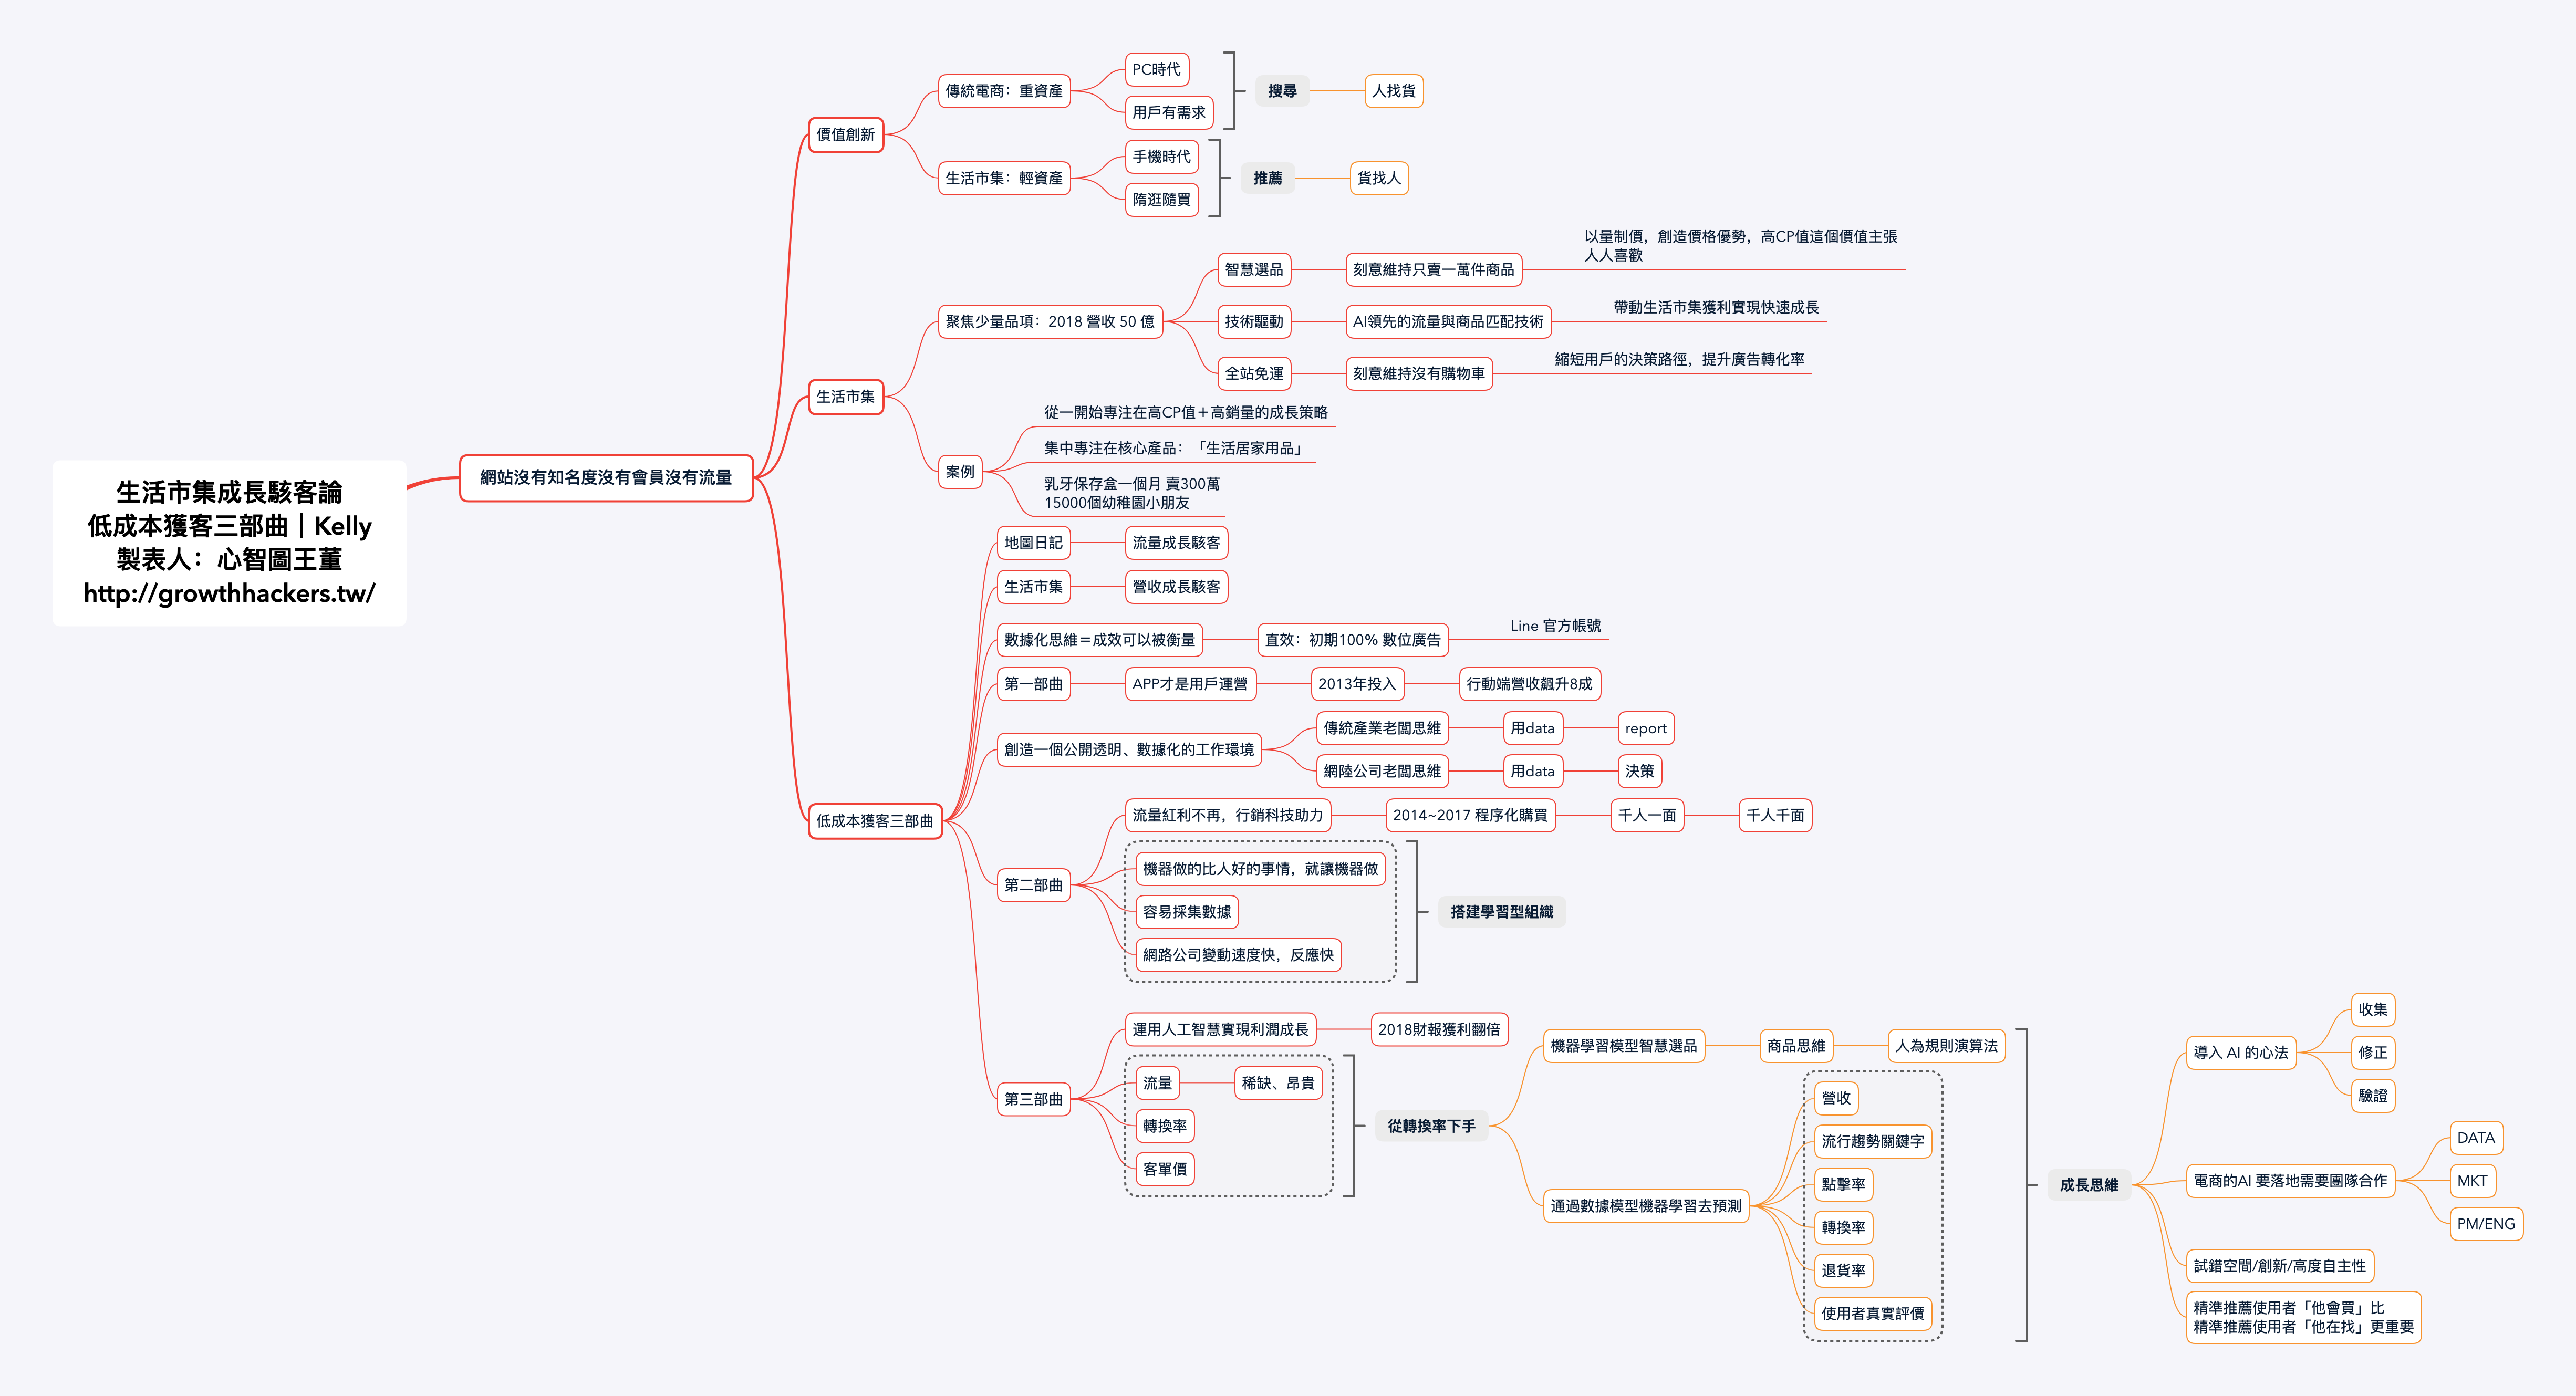 生活市集成長駭客論
低成本獲客三部曲｜Kelly
製表人：心智圖王董
http://growthhackers.tw/
網站沒有知名度沒有會員沒有流量
價值創新
傳統電商：重資產
PC時代
用戶有需求
搜尋
人找貨
生活市集：輕資產
手機時代
隋逛隨買
推薦
貨找人
生活市集
聚焦少量品項：2018 營收 50 億
智慧選品
刻意維持只賣一萬件商品
以量制價，創造價格優勢，高CP值這個價值主張
人人喜歡
技術驅動
AI領先的流量與商品匹配技術
帶動生活市集獲利實現快速成長
全站免運
刻意維持沒有購物車
縮短用戶的決策路徑，提升廣告轉化率
案例
從一開始專注在高CP值＋高銷量的成長策略
集中專注在核心產品：「生活居家用品」
乳牙保存盒一個月 賣300萬
15000個幼稚園小朋友
低成本獲客三部曲
地圖日記
流量成長駭客
生活市集
營收成長駭客
數據化思維＝成效可以被衡量
直效：初期100% 數位廣告
Line 官方帳號
第一部曲
APP才是用戶運營
2013年投入
行動端營收飆升8成
創造一個公開透明、數據化的工作環境
傳統產業老闆思維
用data
report
網陸公司老闆思維
用data
決策
第二部曲
流量紅利不再，行銷科技助力
2014~2017 程序化購買
千人一面
千人千面
機器做的比人好的事情，就讓機器做
容易採集數據
網路公司變動速度快，反應快
搭建學習型組織
第三部曲
運用人工智慧實現利潤成長
2018財報獲利翻倍
流量
稀缺、昂貴
轉換率
客單價
從轉換率下手
機器學習模型智慧選品
商品思維
人為規則演算法
通過數據模型機器學習去預測
營收
流行趨勢關鍵字
點擊率
轉換率
退貨率
使用者真實評價
成長思維
導入 AI 的心法
收集
修正
驗證
電商的AI 要落地需要團隊合作
DATA
MKT
PM/ENG
試錯空間/創新/高度自主性
精準推薦使用者「他會買」比
精準推薦使用者「他在找」更重要